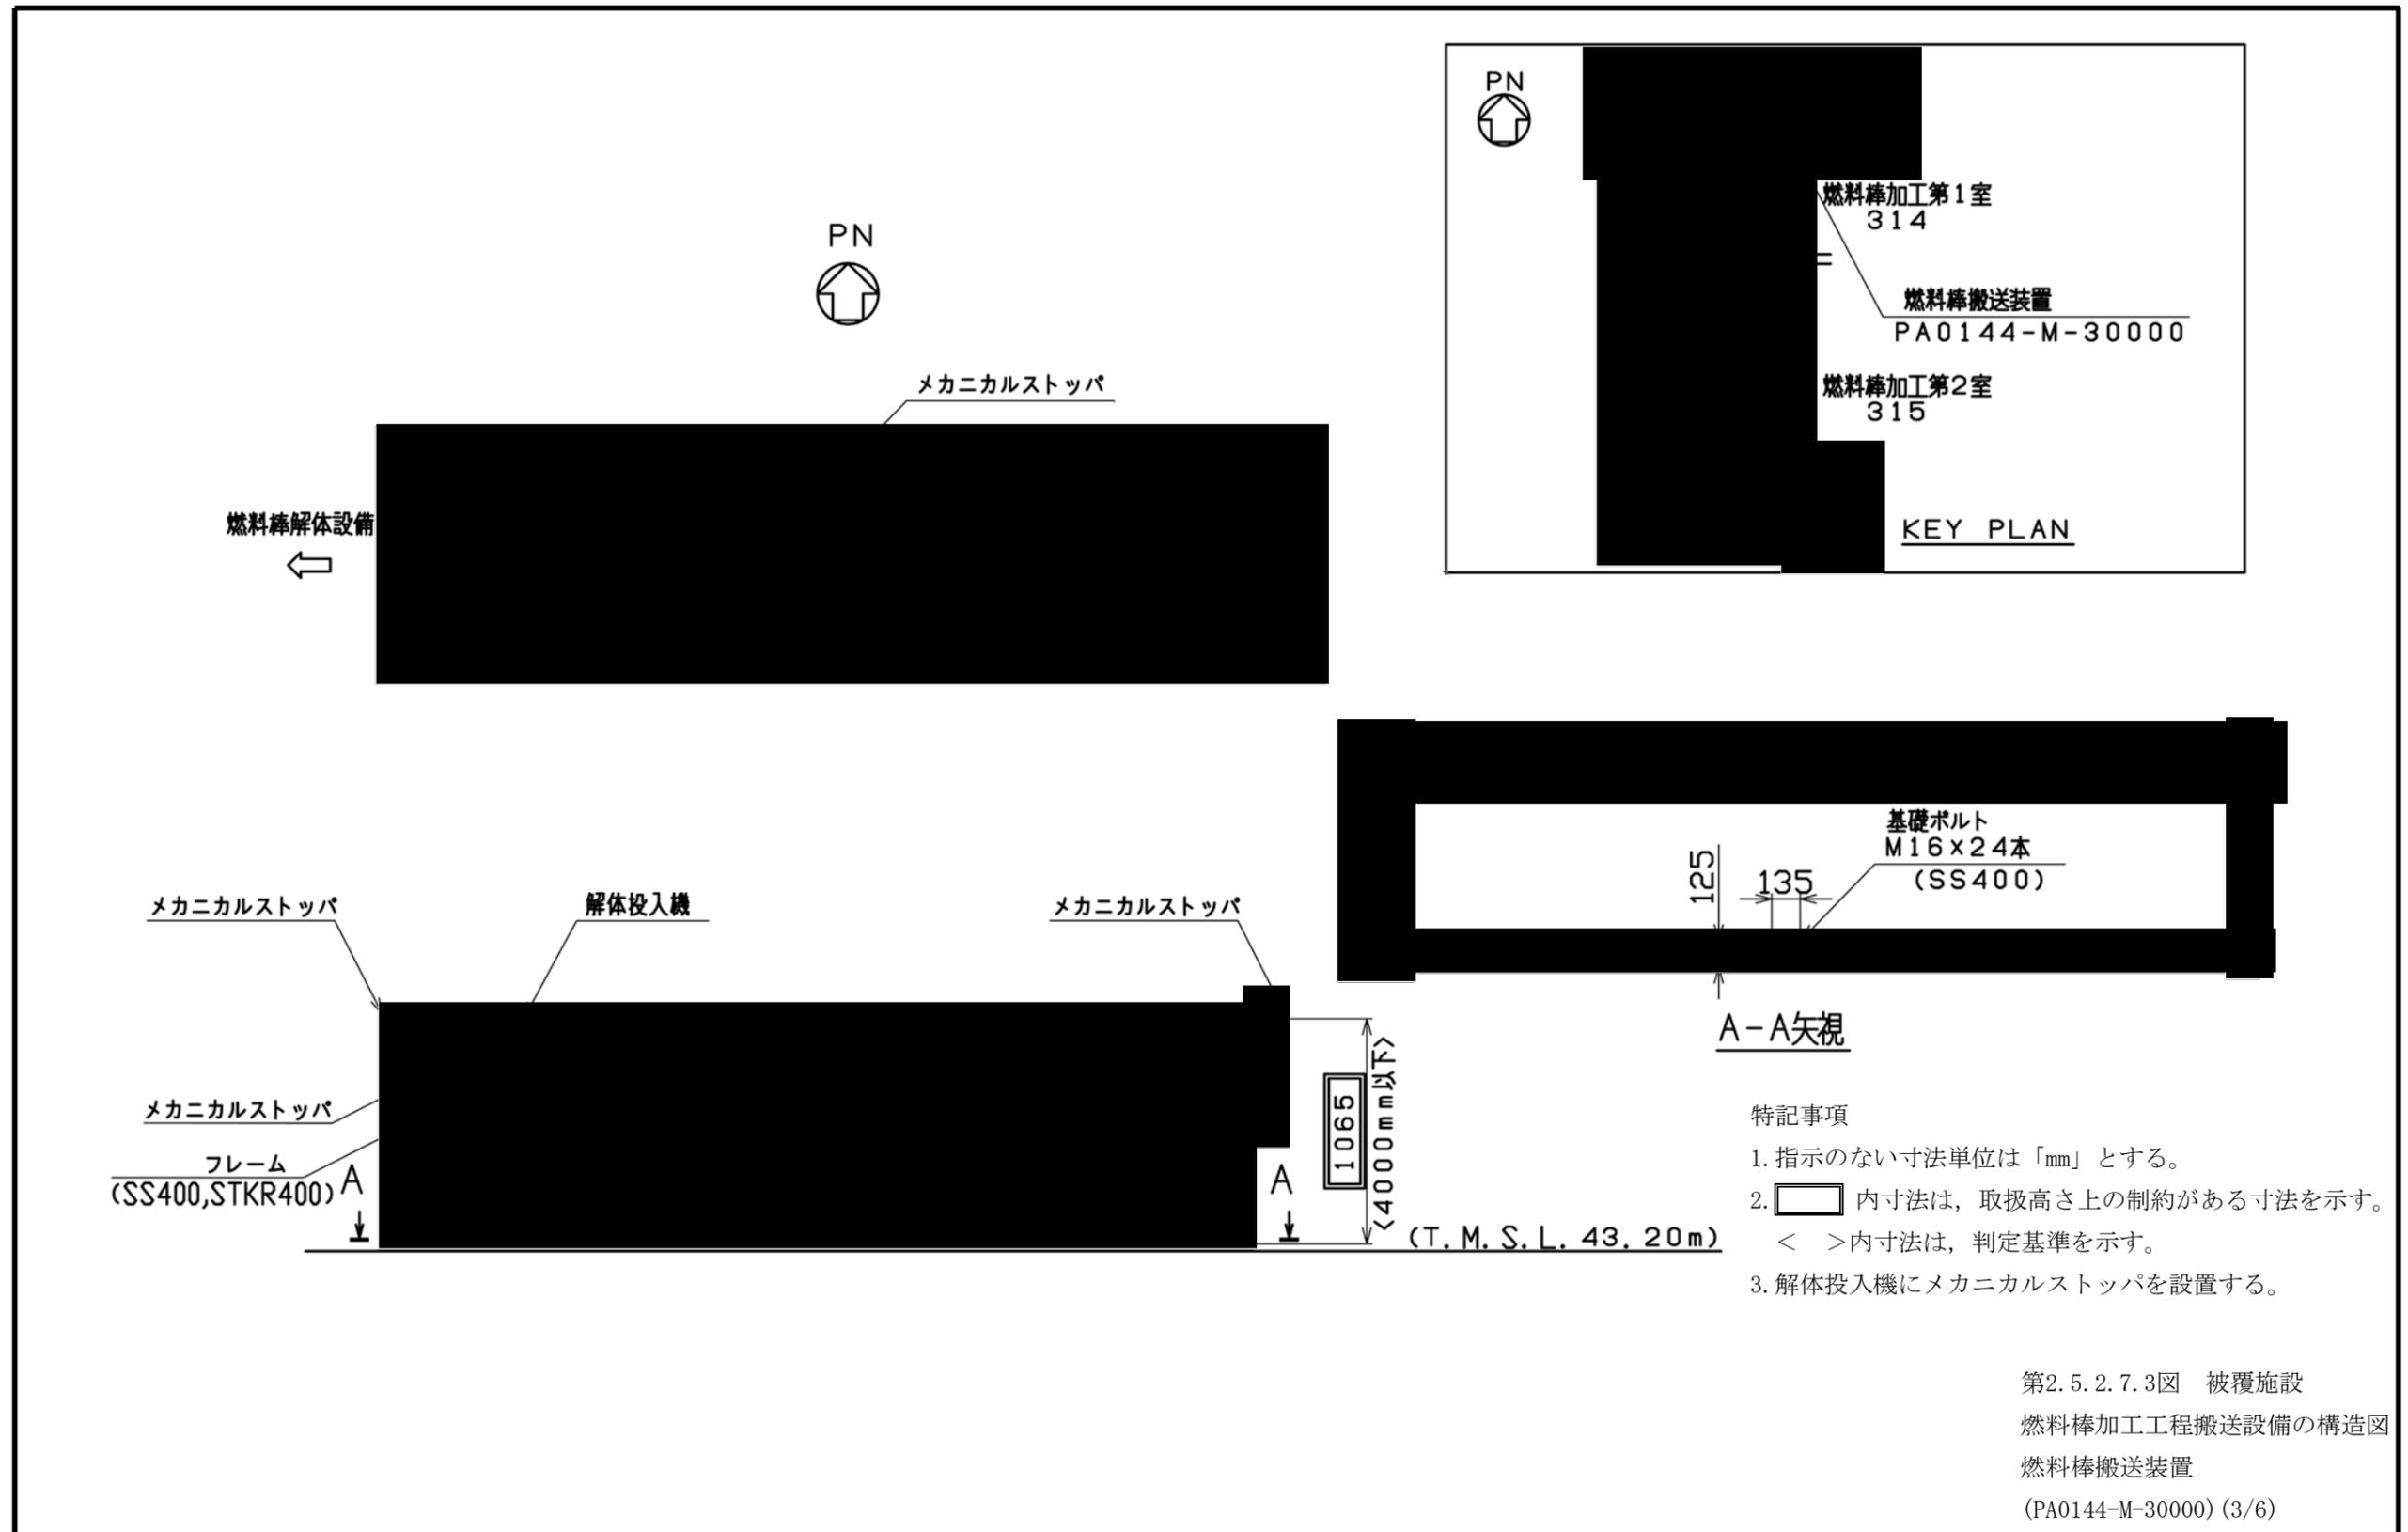 PN
燃料棒加工第1室
314
燃料棒搬送装置
PA0144-M-30000
燃料棒加工第2室
315
KEY PLAN
PN
メカニカルストッパ
燃料棒解体設備
基礎ボルト
M16×24本
(SS400)
125
135
A-A矢視
メカニカルストッパ
解体投入機
メカニカルストッパ
メカニカルストッパ
フレーム
(SS400,STKR400)
A
A
1065
<4000mm以下>
(T.M.S.L.43.20m)
特記事項
1.指示のない寸法単位は「mm」とする。
2. 内寸法は，取扱高さ上の制約がある寸法を示す。
< >内寸法は，判定基準を示す。
3.解体投入機にメカニカルストッパを設置する。
第2.5.2.7.3図 被覆施設
燃料棒加工工程搬送設備の構造図
燃料棒搬送装置
(PA0144-M-30000)(3/6)